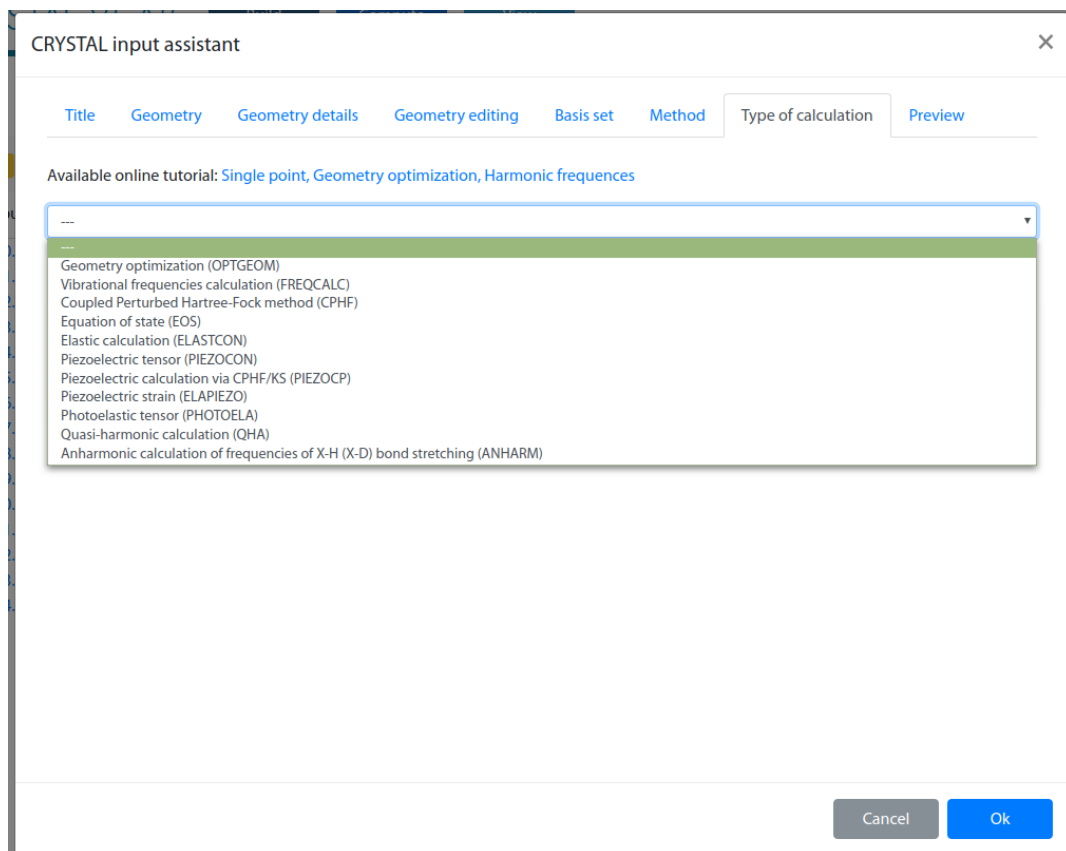 CRYSTAL input assistant ×
Title Geometry Geometry details Geometry editing Basis set Method Type of calculation Preview
Available online tutorial: Single point, Geometry optimization, Harmonic frequences
---
---
Geometry optimization (OPTGEOM)
Vibrational frequencies calculation (FREQCALC)
Coupled Perturbed Hartree-Fock method (CPHF)
Equation of state (EOS)
Elastic calculation (ELASTCON)
Piezoelectric tensor (PIEZOCON)
Piezoelectric calculation via CPHF/KS (PIEZOCP)
Piezoelectric strain (ELAPIEZO)
Photoelastic tensor (PHOTOELA)
Quasi-harmonic calculation (QHA)
Anharmonic calculation of frequencies of X-H (X-D) bond stretching (ANHARM)
Cancel Ok